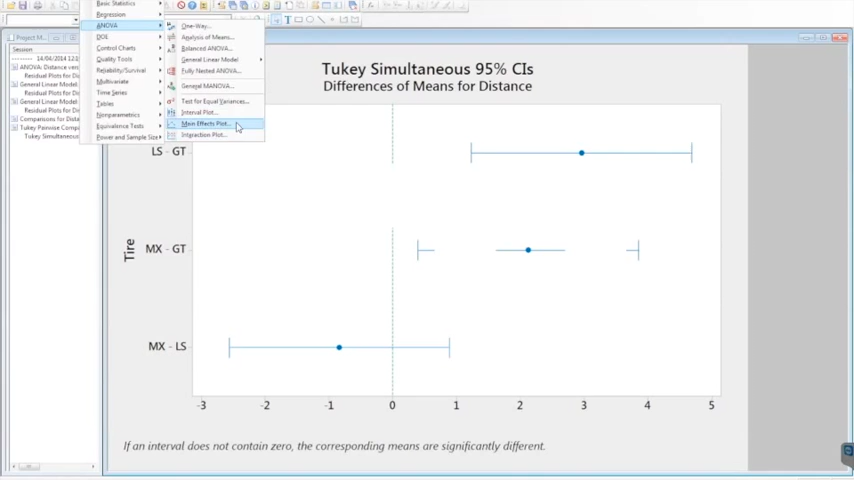 Basic Statistics
Regression
ANOVA
DOE
Control Charts
Quality Tools
Reliability/Survival
Multivariate
Time Series
Tables
Nonparametrics
Equivalence Tests
Power and Sample Size
One-Way...
Analysis of Means...
Balanced ANOVA...
General Linear Model
Fully Nested ANOVA...
General MANOVA...
Test for Equal Variances...
Interval Plot...
Main Effects Plot...
Interaction Plot...
Project M...
Session
ANOVA: Distance vers
Residual Plots for Di
General Linear Model:
Residual Plots for Di
General Linear Model:
Residual Plots for Di
Comparisons for Dista
Tukey Pairwise Compa
Tukey Simultaneous
Tukey Simultaneous 95% CIs
Differences of Means for Distance
Tire
LS - GT
MX - GT
MX - LS
-3 -2 -1 0 1 2 3 4 5
If an interval does not contain zero, the corresponding means are significantly different.